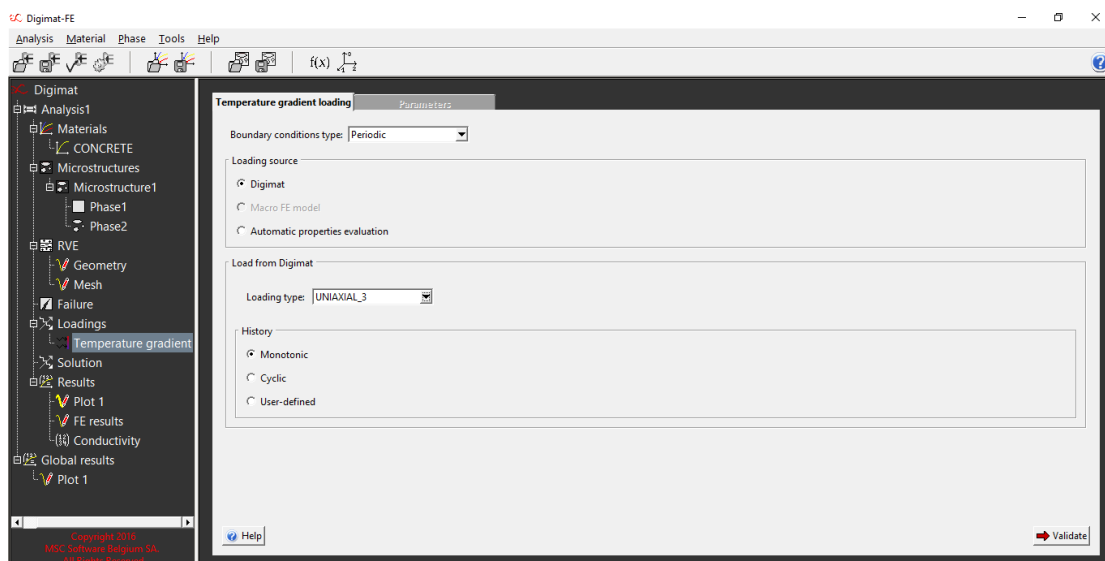 Digimat-FE
Analysis Material Phase Tools Help
f(x)
Digimat
Analysis1
Materials
CONCRETE
Microstructures
Microstructure1
Phase1
Phase2
RVE
Geometry
Mesh
Failure
Loadings
Temperature gradient
Solution
Results
Plot 1
FE results
Conductivity
Global results
Plot 1
Copyright 2016
MSC Software Belgium SA.
All Rights Reserved
Temperature gradient loading Parameters
Boundary conditions type: Periodic
Loading source
Digimat
Macro FE model
Automatic properties evaluation
Load from Digimat
Loading type: UNIAXIAL_3
History
Monotonic
Cyclic
User-defined
Help
Validate